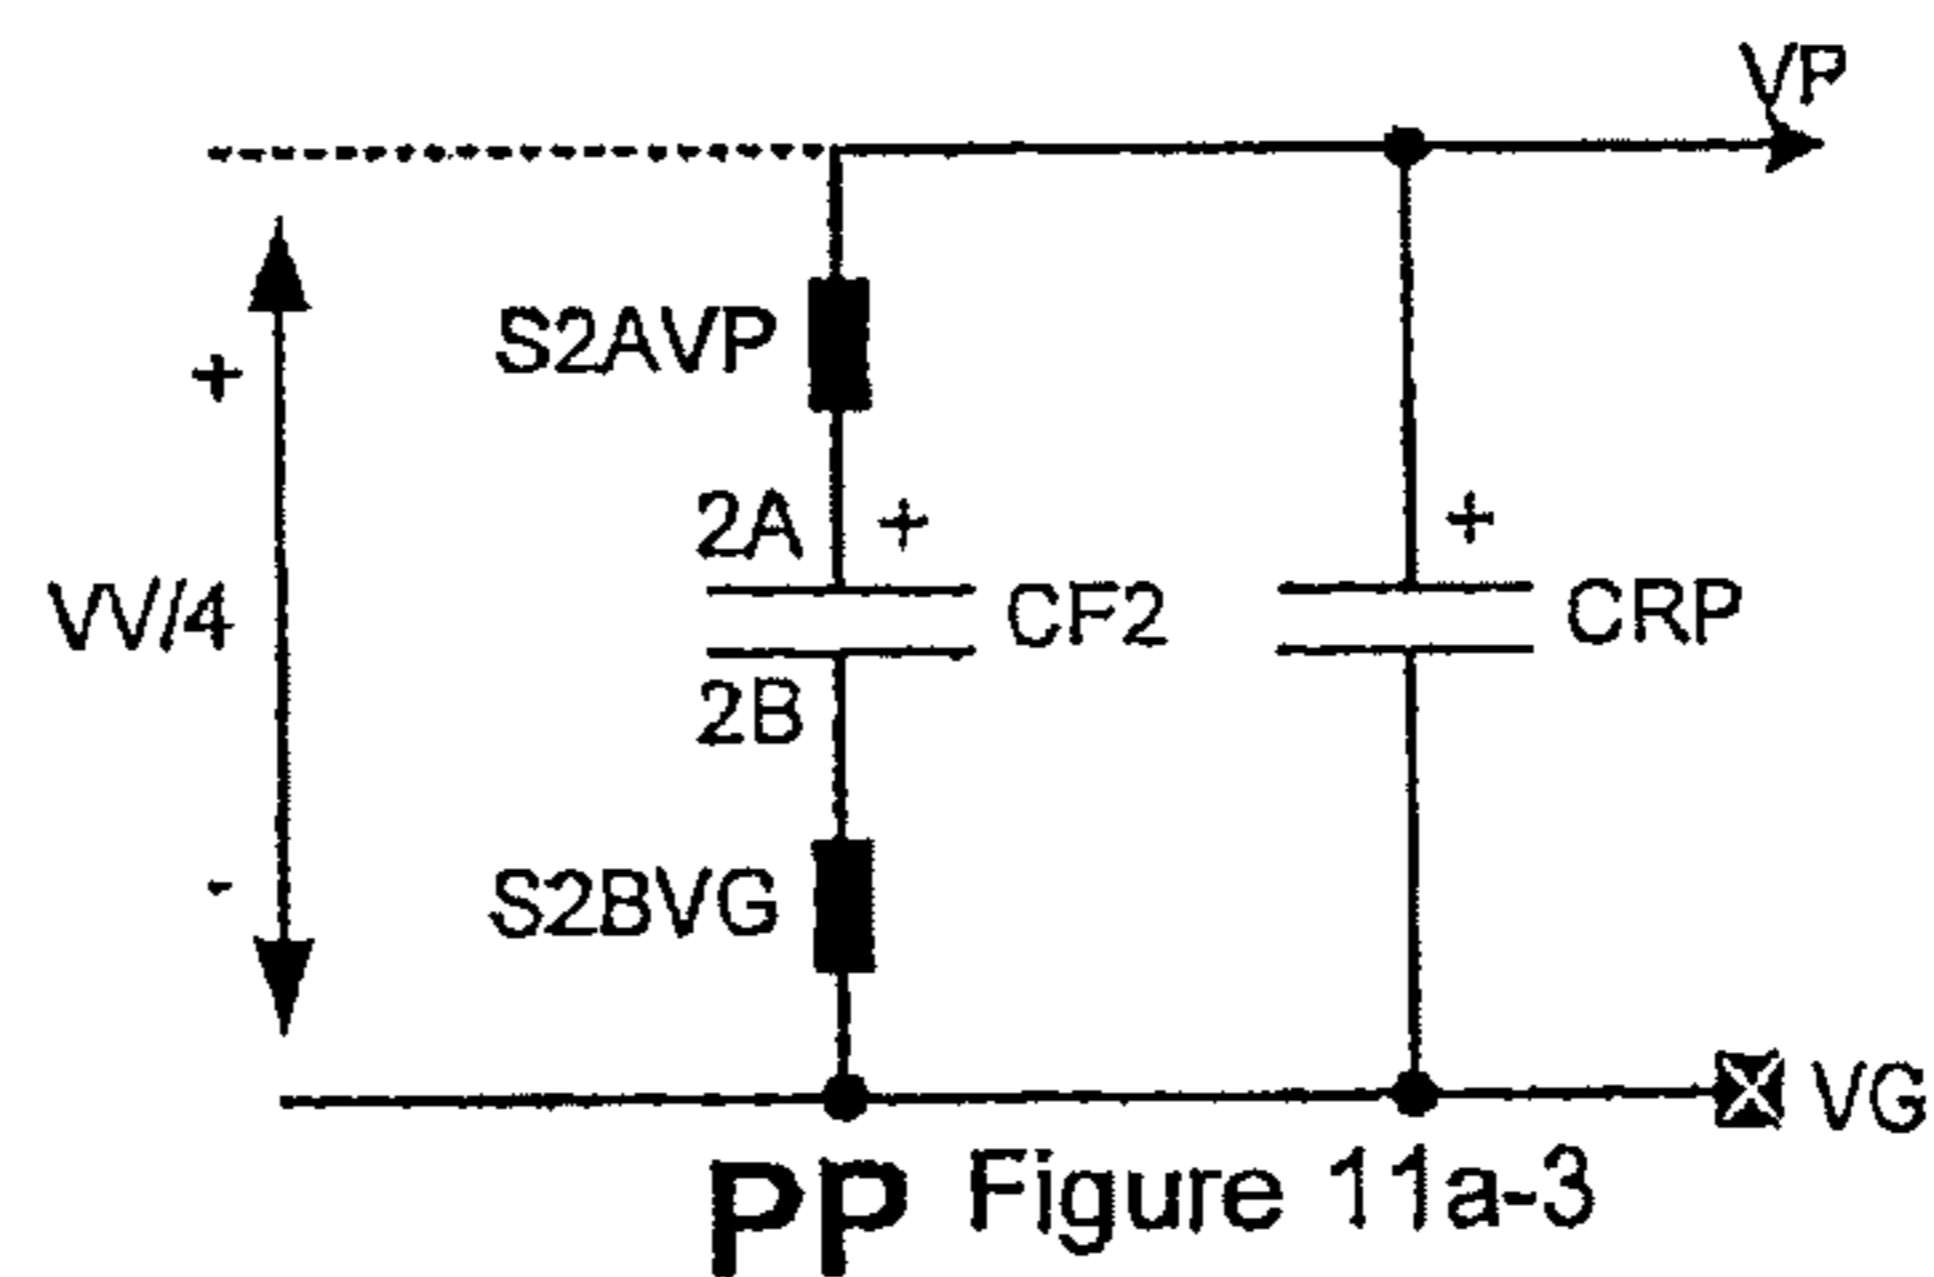 VP
S2AVP
+
2A +
+
VV/4
CF2
CRP
2B
-
S2BVG
VG
PP Figure 11a-3